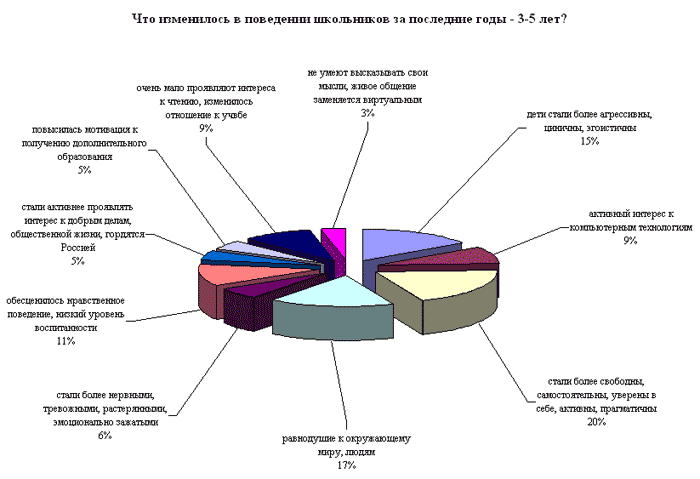 Что изменилось в поведении школьников за последние годы - 3-5 лет?
не умеют высказывать свои
мысли, живое общение
заменяется виртуальным
3%
очень мало проявляют интереса
к чтению, изменилось
отношение к учебе
9%
дети стали более агрессивны,
циничны, эгоистичны
15%
повысилась мотивация к
получению дополнительного
образования
5%
стали активнее проявлять
интерес к добрым делам,
общественной жизни, гордятся
Россией
5%
активный интерес к
компьютерным технологиям
9%
обесценилось нравственное
поведение, низкий уровень
воспитанности
11%
стали более нервными,
тревожными, растерянными,
эмоционально зажатыми
6%
равнодушие к окружающему
миру, людям
17%
стали более свободны,
самостоятельны, уверены в
себе, активны, прагматичны
20%